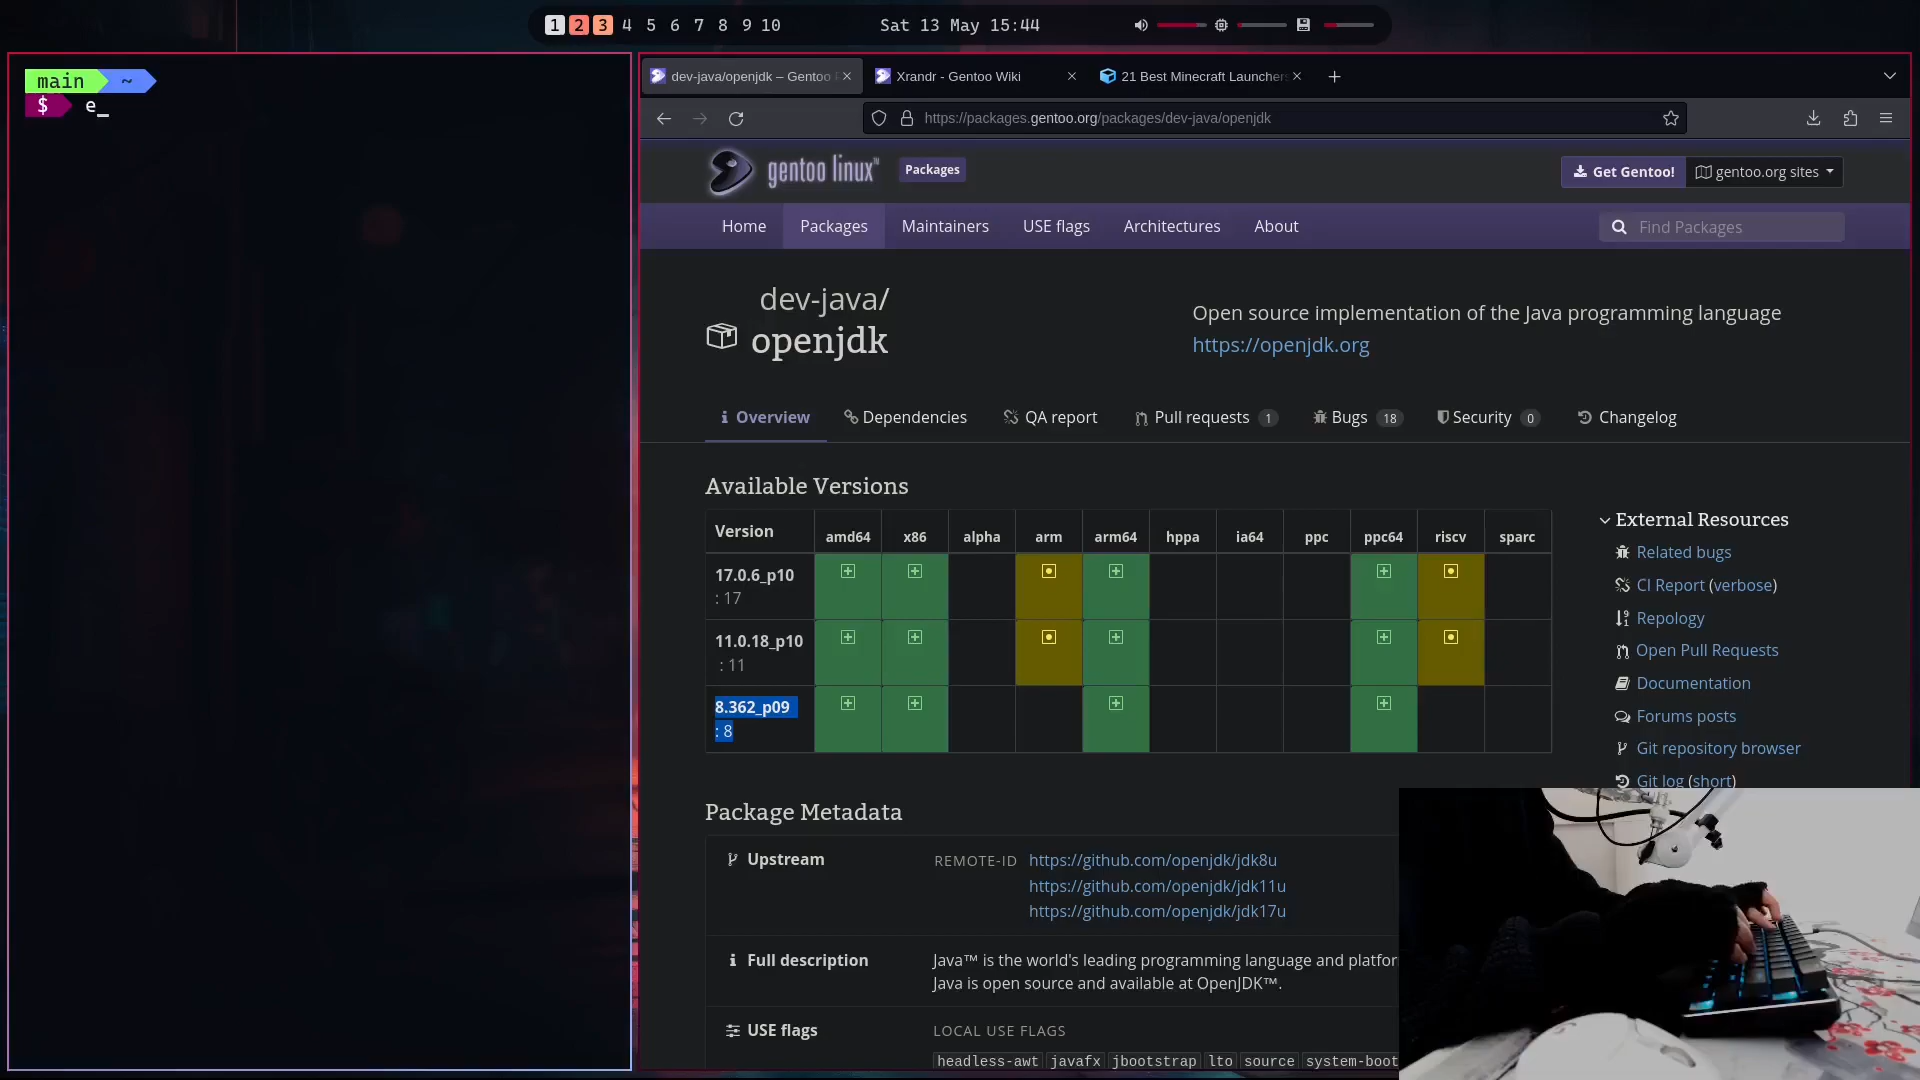 1 2 3 4 5 6 7 8 9 10
Sat 13 May 15:44
main ~
$ e_
dev-java/openjdk – Gentoo
Xrandr - Gentoo Wiki
21 Best Minecraft Launchers
https://packages.gentoo.org/packages/dev-java/openjdk
gentoo linux™ Packages
Get Gentoo! gentoo.org sites
Home Packages Maintainers USE flags Architectures About
Find Packages
dev-java/
openjdk
Open source implementation of the Java programming language
https://openjdk.org
Overview Dependencies QA report Pull requests 1 Bugs 18 Security 0 Changelog
Available Versions
Version amd64 x86 alpha arm arm64 hppa ia64 ppc ppc64 riscv sparc
17.0.6_p10
: 17
11.0.18_p10
: 11
8.362_p09
: 8
External Resources
Related bugs
CI Report (verbose)
Repology
Open Pull Requests
Documentation
Forums posts
Git repository browser
Git log (short)
Package Metadata
Upstream REMOTE-ID https://github.com/openjdk/jdk8u
https://github.com/openjdk/jdk11u
https://github.com/openjdk/jdk17u
Full description Java™ is the world's leading programming language and platfor
Java is open source and available at OpenJDK™.
USE flags LOCAL USE FLAGS
headless-awt javafx jbootstrap lto source system-boot